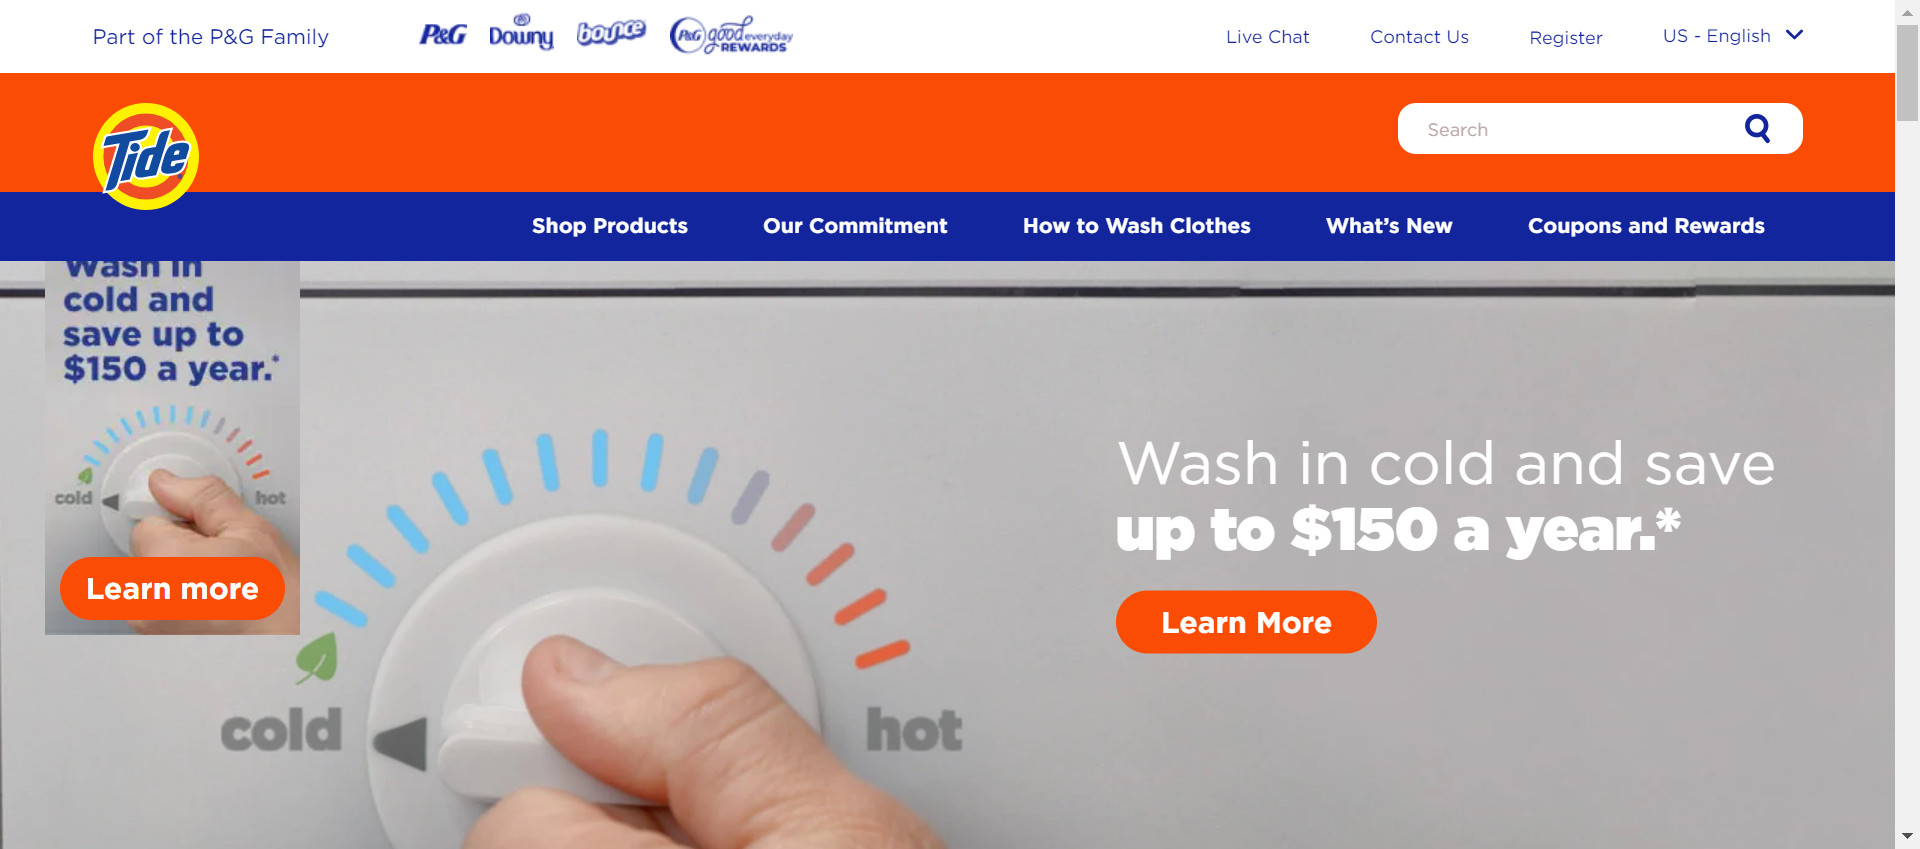 Part of the P&G Family
P&G
Downy
bounce
P&G good everyday REWARDS
Live Chat
Contact Us
Register
US - English
Tide
Search
Shop Products
Our Commitment
How to Wash Clothes
What's New
Coupons and Rewards
Wash in
cold and
save up to
$150 a year.*
cold
hot
Learn more
Wash in cold and save
up to $150 a year.*
Learn More
cold
hot